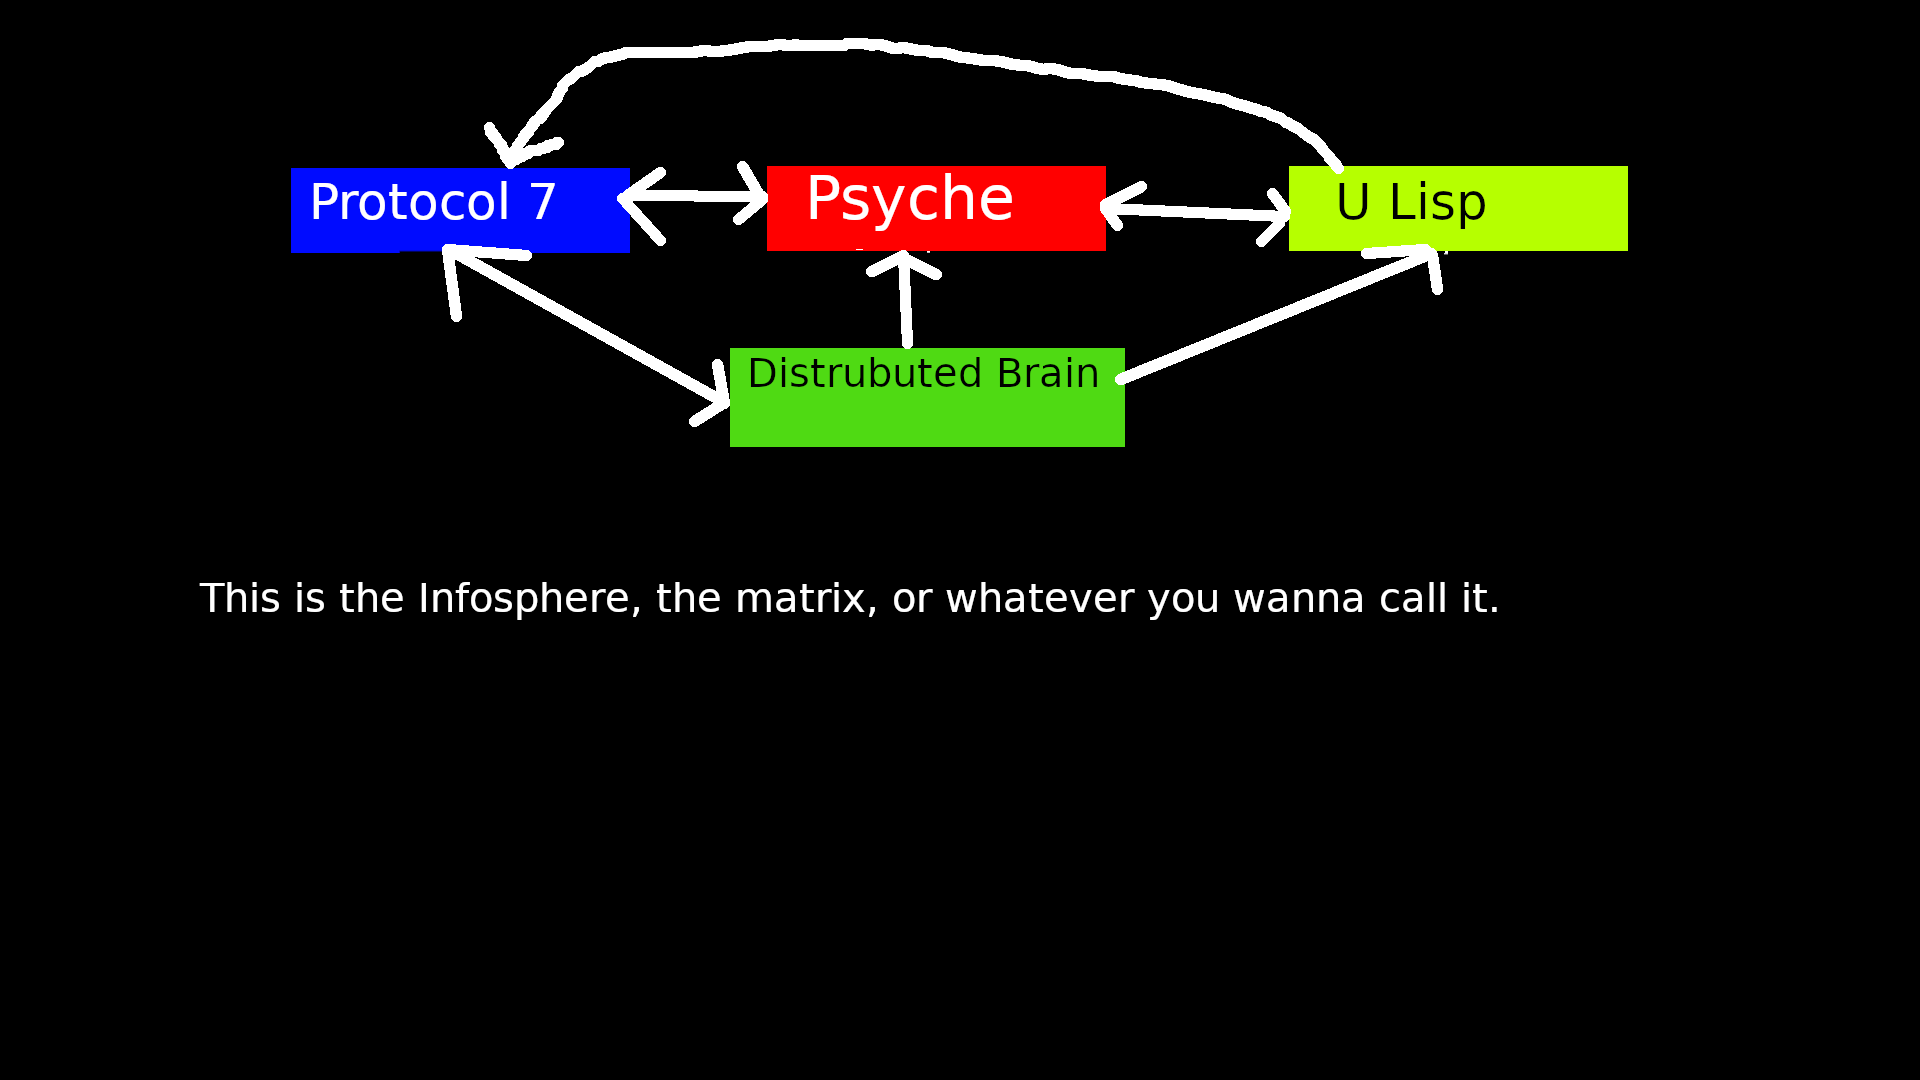 Protocol 7
Psyche
U Lisp
Distrubuted Brain
This is the Infosphere, the matrix, or whatever you wanna call it.